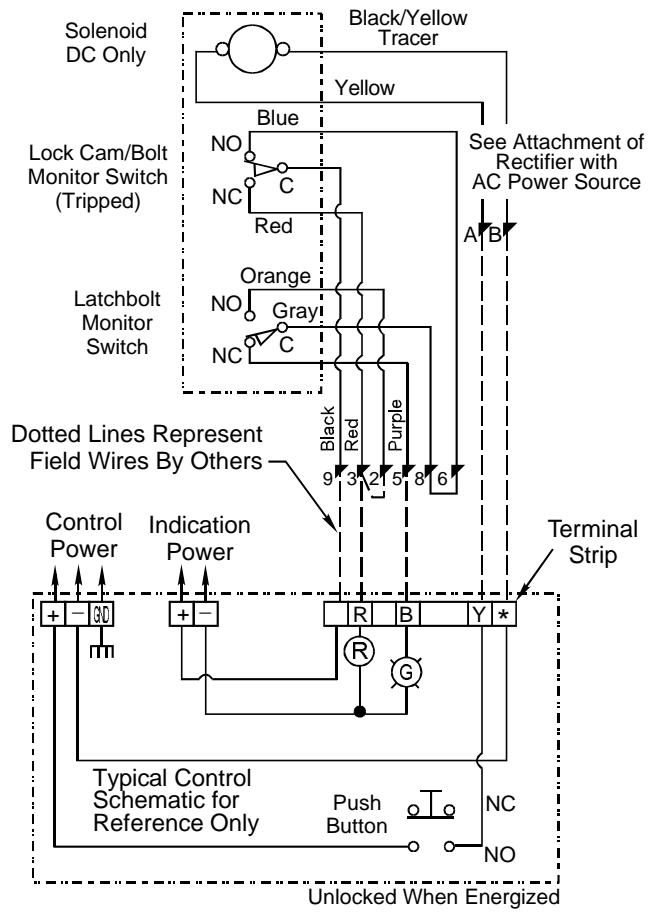 Solenoid
DC Only
Black/Yellow
Tracer
Yellow
Blue
NO
Lock Cam/Bolt
Monitor Switch
(Tripped)
C
NC
Red
See Attachment of
Rectifier with
AC Power Source
A B
Orange
NO
Latchbolt
Monitor
Switch
Gray
C
NC
Black
Red
Purple
Dotted Lines Represent
Field Wires By Others
9 3 2 5 8 6
Control
Power
Indication
Power
Terminal
Strip
+ − GND
+ −
R B Y *
R
G
Typical Control
Schematic for
Reference Only
Push
Button
NC
NO
Unlocked When Energized